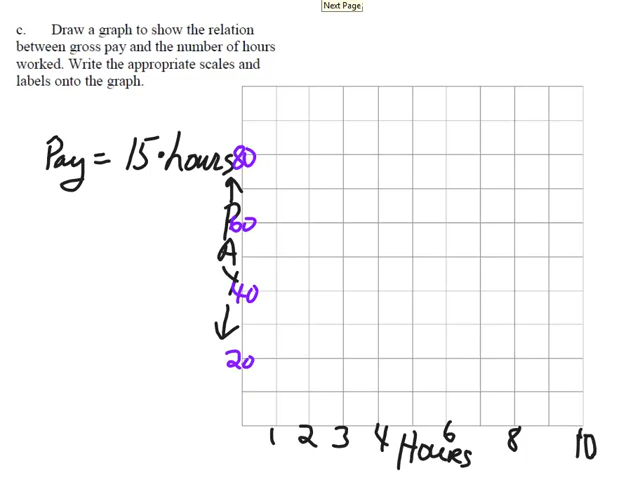 Next Page
c. Draw a graph to show the relation
between gross pay and the number of hours
worked. Write the appropriate scales and
labels onto the graph.
Pay = 15·hours
80
60
40
20
PAY
1 2 3 4 6 8 10
Hours